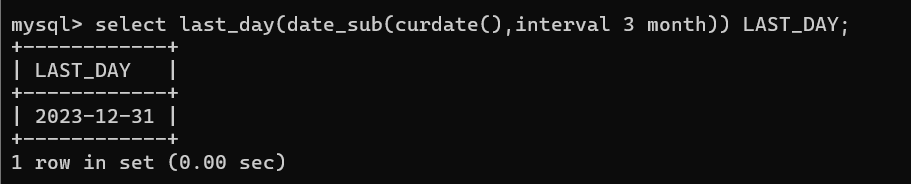 mysql> select last_day(date_sub(curdate(),interval 3 month)) LAST_DAY;
+------------+
| LAST_DAY   |
+------------+
| 2023-12-31 |
+------------+
1 row in set (0.00 sec)